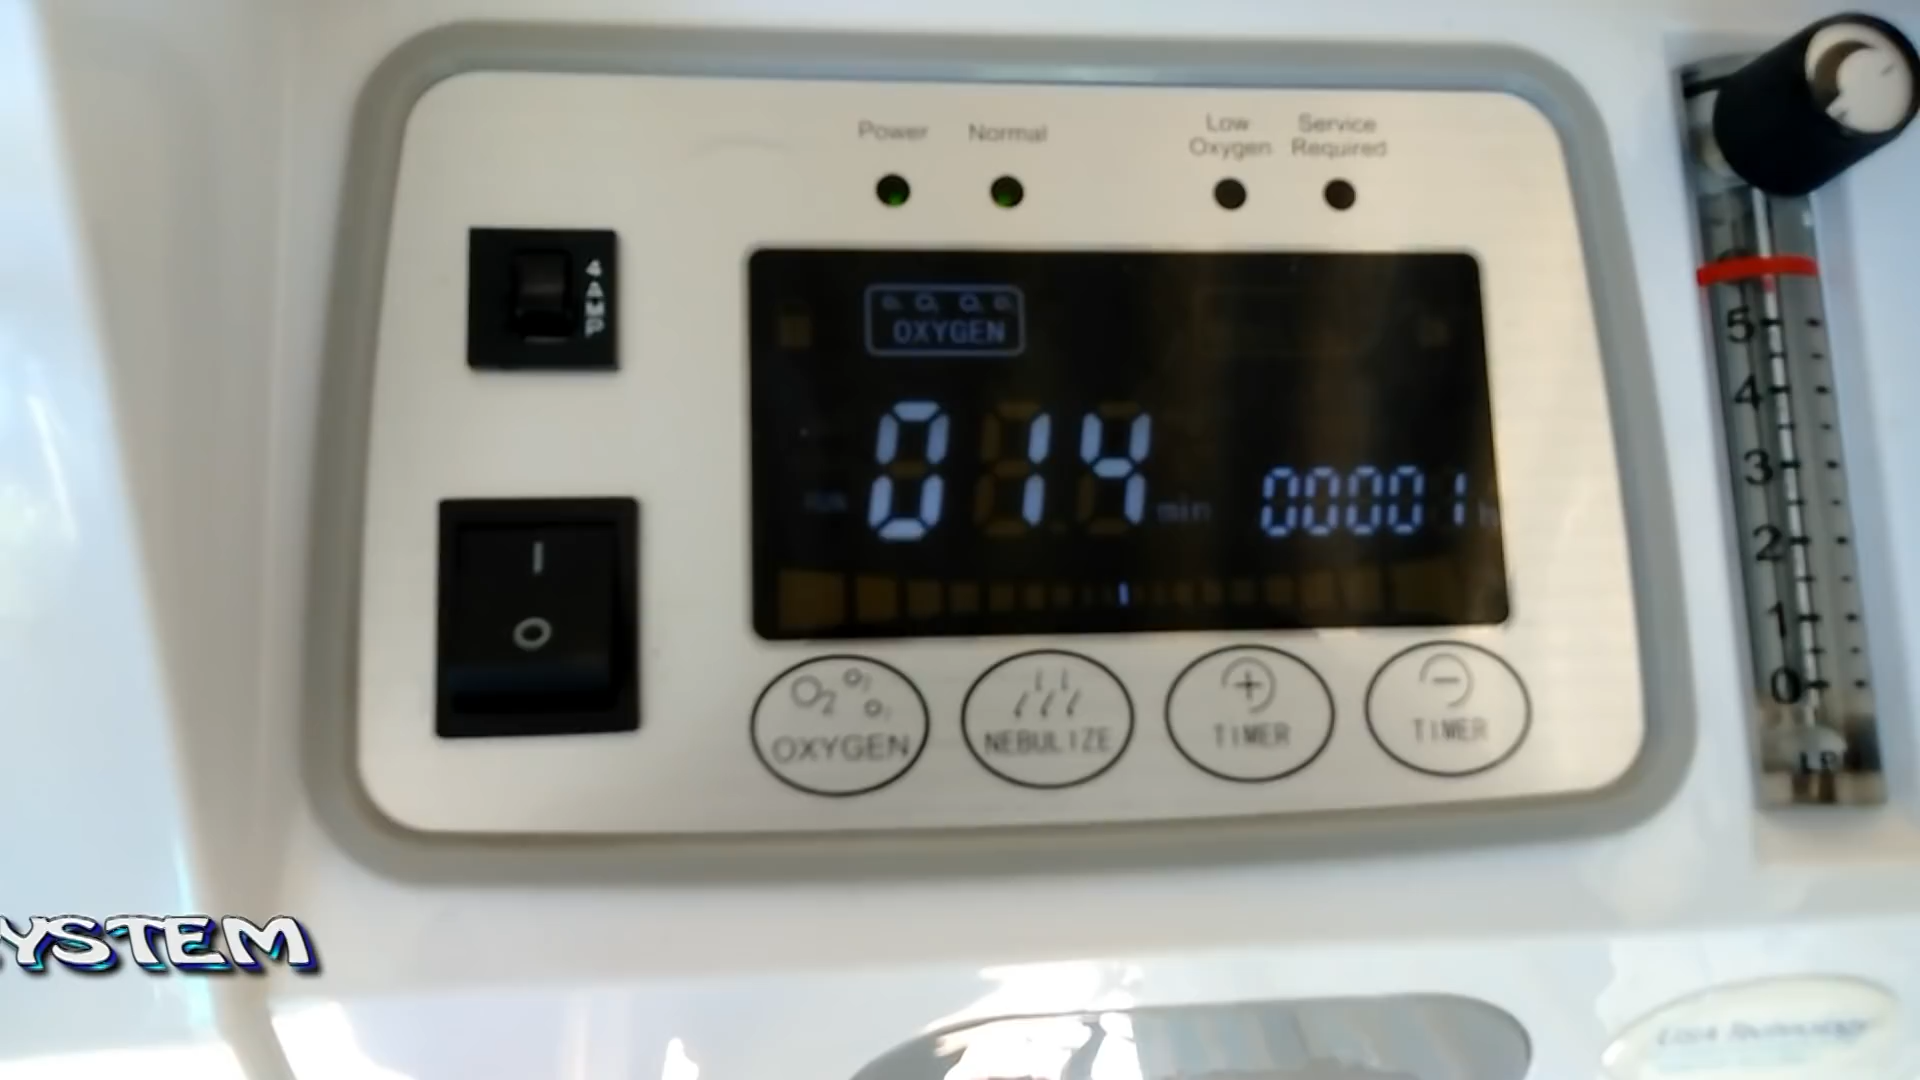 Power Normal Low Oxygen Service Required
4 AMP
OXYGEN
014 min 00001 h
I
O
O2
OXYGEN
NEBULIZE
+
TIMER
-
TIMER
5
4
3
2
1
0
YSTEM